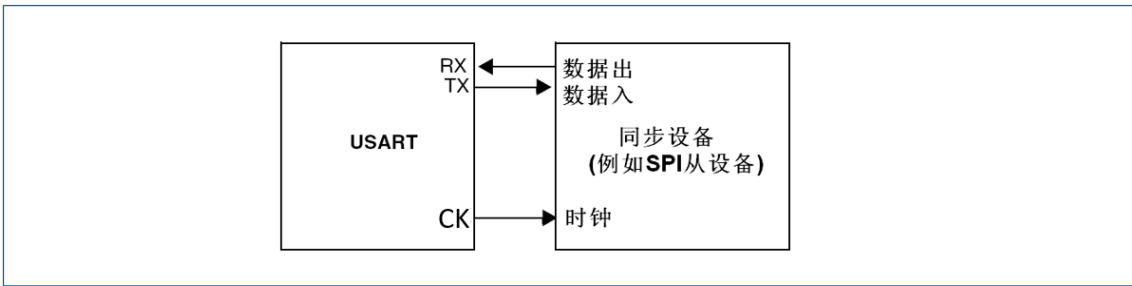 RX
TX
USART
CK
数据出
数据入
同步设备
(例如SPI从设备)
时钟